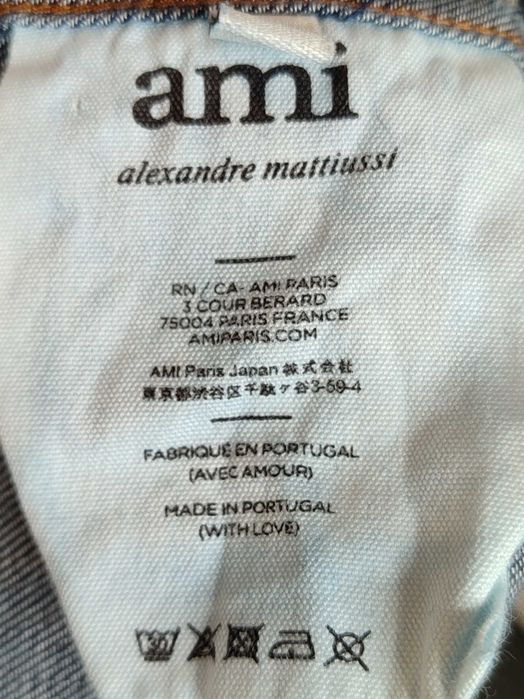 ami
alexandre mattiussi
RN / CA- AMI PARIS
3 COUR BERARD
75004 PARIS FRANCE
AMIPARIS.COM
AMI Paris Japan 株式会社
東京都渋谷区千駄ヶ谷3-59-4
FABRIQUÉ EN PORTUGAL
(AVEC AMOUR)
MADE IN PORTUGAL
(WITH LOVE)
30